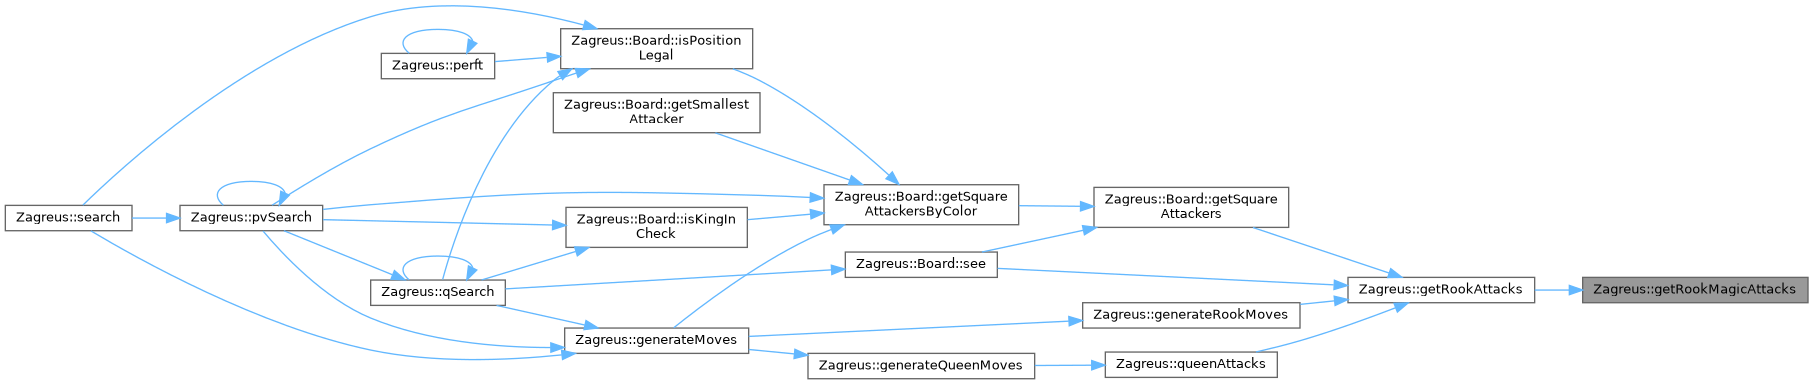 Zagreus::Board::isPosition
Legal
Zagreus::perft
Zagreus::Board::getSmallest
Attacker
Zagreus::search
Zagreus::pvSearch
Zagreus::Board::isKingIn
Check
Zagreus::Board::getSquare
AttackersByColor
Zagreus::Board::getSquare
Attackers
Zagreus::qSearch
Zagreus::Board::see
Zagreus::getRookAttacks
Zagreus::getRookMagicAttacks
Zagreus::generateRookMoves
Zagreus::generateMoves
Zagreus::generateQueenMoves
Zagreus::queenAttacks